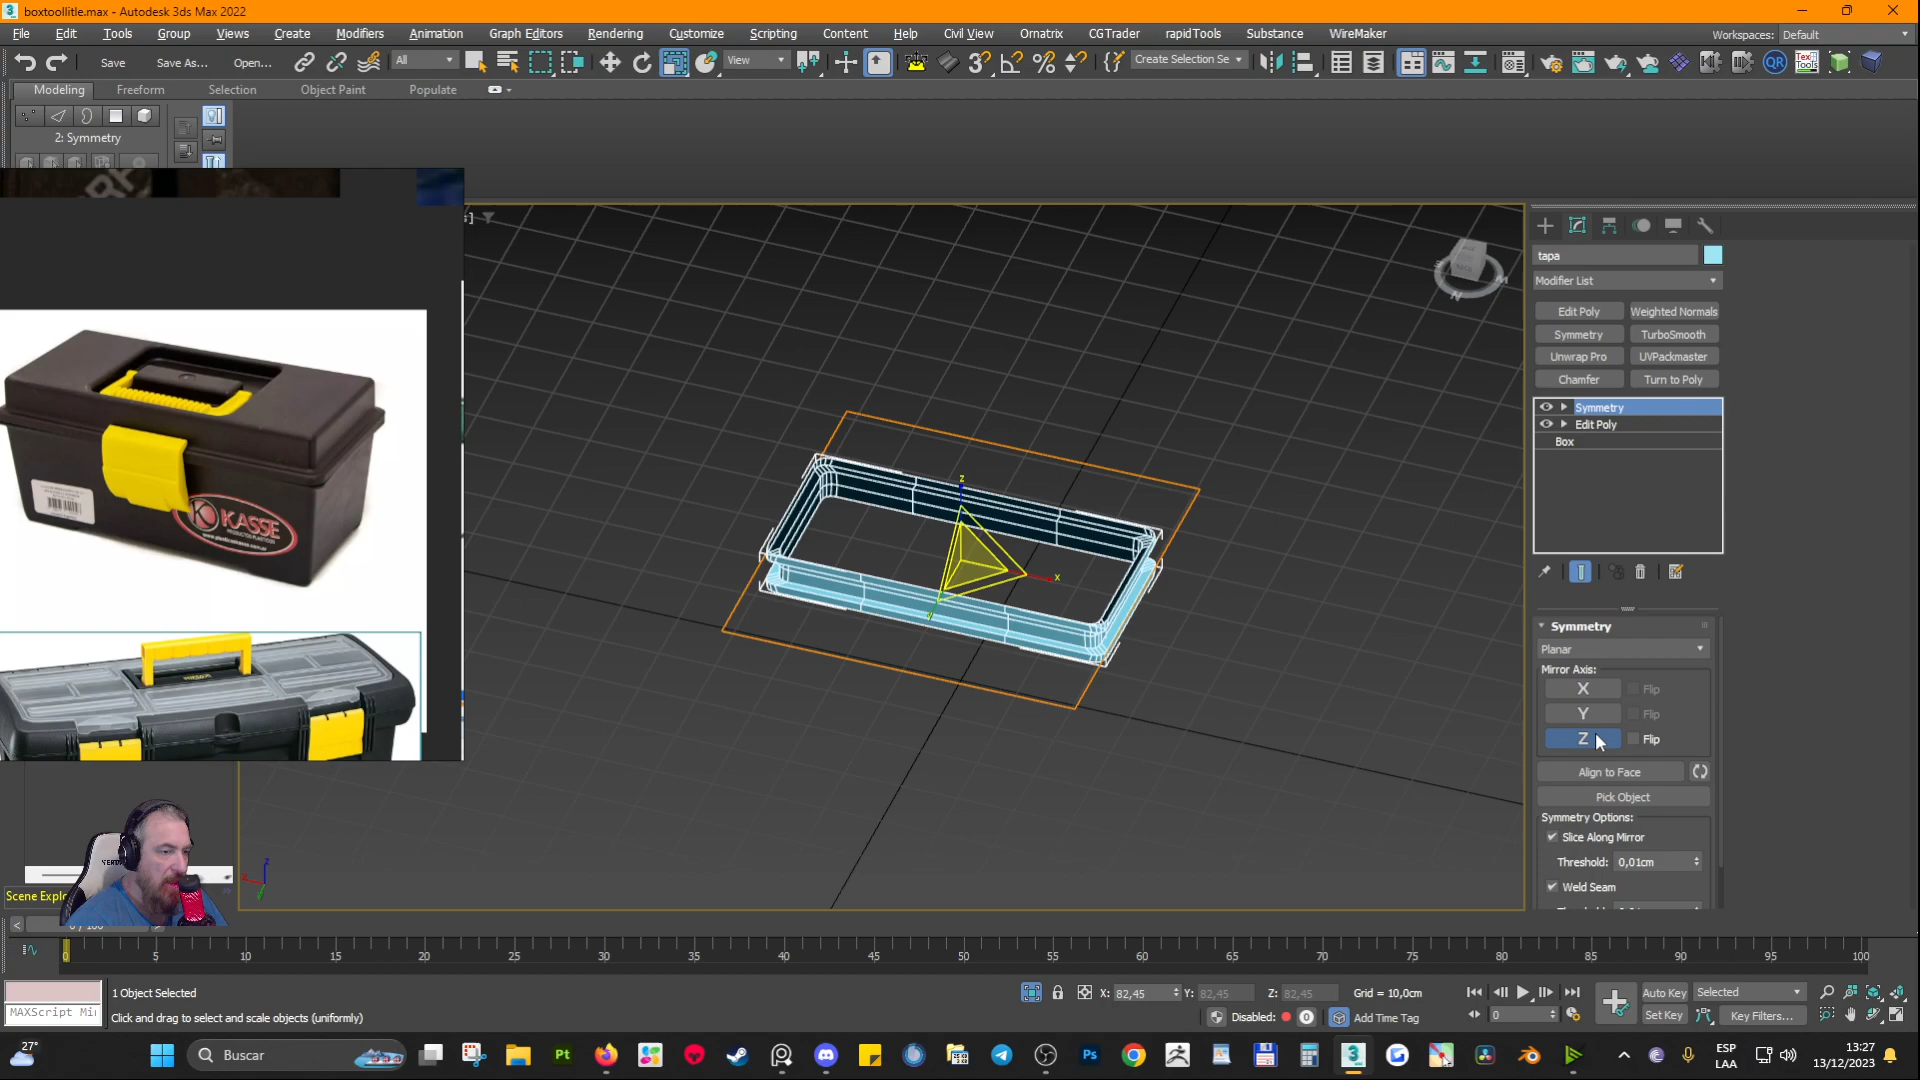 boxtoollitle.max - Autodesk 3ds Max 2022
File Edit Tools Group Views Create Modifiers Animation Graph Editors Rendering Customize Scripting Content Help Civil View Ornatrix CGTrader rapidTools Substance WireMaker
Workspaces: Default
Save Save As... Open... All View Create Selection Se
Modeling Freeform Selection Object Paint Populate
2: Symmetry
tapa
Modifier List
Edit Poly Weighted Normals
Symmetry TurboSmooth
Unwrap Pro UVPackmaster
Chamfer Turn to Poly
Symmetry
Edit Poly
Box
KASSE
z
x
Symmetry
Planar
Mirror Axis:
X Flip
Y Flip
Z Flip
Align to Face
Pick Object
Symmetry Options:
Slice Along Mirror
Threshold: 0,01cm
Weld Seam
Scene Explo
0 / 100
0 5 10 15 20 25 30 35 40 45 50 55 60 65 70 75 80 85 90 95 100
1 Object Selected
X: 82,45 Y: 82,45 Z: 82,45 Grid = 10,0cm
Auto Key Selected
MAXScript Mi
Click and drag to select and scale objects (uniformly)
Disabled: 0 Add Time Tag
0
Set Key Key Filters...
27°
Buscar
ESP
LAA
13:27
13/12/2023